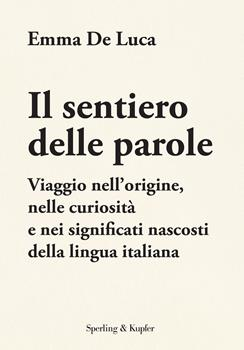 Emma De Luca
Il sentiero
delle parole
Viaggio nell'origine,
nelle curiosità
e nei significati nascosti
della lingua italiana
Sperling & Kupfer